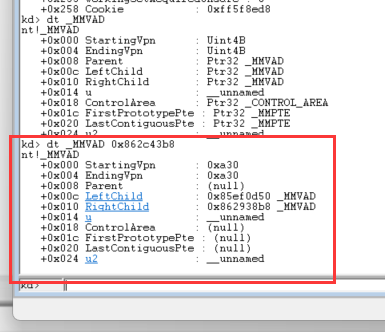 +0x258 Cookie : 0xff5f8ed8
kd> dt _MMVAD
nt!_MMVAD
+0x000 StartingVpn : Uint4B
+0x004 EndingVpn : Uint4B
+0x008 Parent : Ptr32 _MMVAD
+0x00c LeftChild : Ptr32 _MMVAD
+0x010 RightChild : Ptr32 _MMVAD
+0x014 u : __unnamed
+0x018 ControlArea : Ptr32 _CONTROL_AREA
+0x01c FirstPrototypePte : Ptr32 _MMPTE
+0x020 LastContiguousPte : Ptr32 _MMPTE
+0x024 u2 : __unnamed
kd> dt _MMVAD 0x862c43b8
nt!_MMVAD
+0x000 StartingVpn : 0xa30
+0x004 EndingVpn : 0xa30
+0x008 Parent : (null)
+0x00c LeftChild : 0x85ef0d50 _MMVAD
+0x010 RightChild : 0x862938b8 _MMVAD
+0x014 u : __unnamed
+0x018 ControlArea : (null)
+0x01c FirstPrototypePte : (null)
+0x020 LastContiguousPte : (null)
+0x024 u2 : __unnamed
kd>